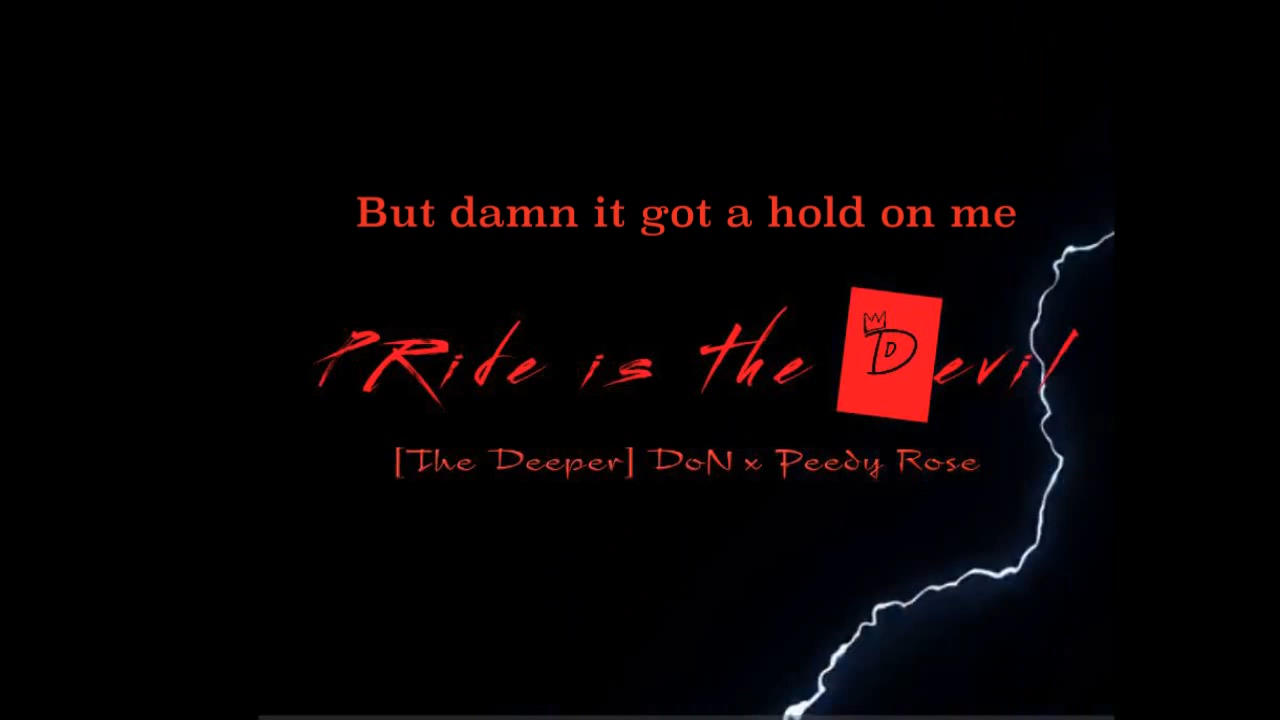 But damn it got a hold on me
PRide is the Devil
[The Deeper] DoN x Peedy Rose